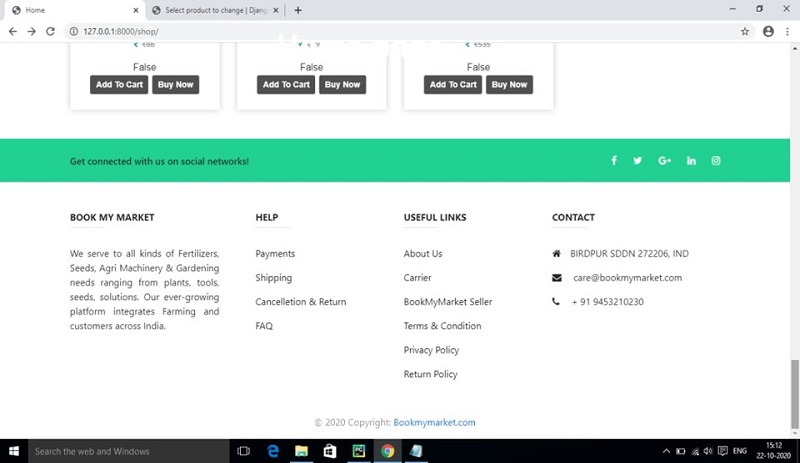 Home
Select product to change | Djang
127.0.0.1:8000/shop/
False False False
Add To Cart Buy Now Add To Cart Buy Now Add To Cart Buy Now
Get connected with us on social networks!
BOOK MY MARKET
We serve to all kinds of Fertilizers,
Seeds, Agri Machinery & Gardening
needs ranging from plants, tools,
seeds, solutions. Our ever-growing
platform integrates Farming and
customers across India.
HELP
Payments
Shipping
Cancelletion & Return
FAQ
USEFUL LINKS
About Us
Carrier
BookMyMarket Seller
Terms & Condition
Privacy Policy
Return Policy
CONTACT
BIRDPUR SDDN 272206, IND
care@bookmymarket.com
+ 91 9453210230
© 2020 Copyright: Bookmymarket.com
Search the web and Windows
ENG
15:12
22-10-2020